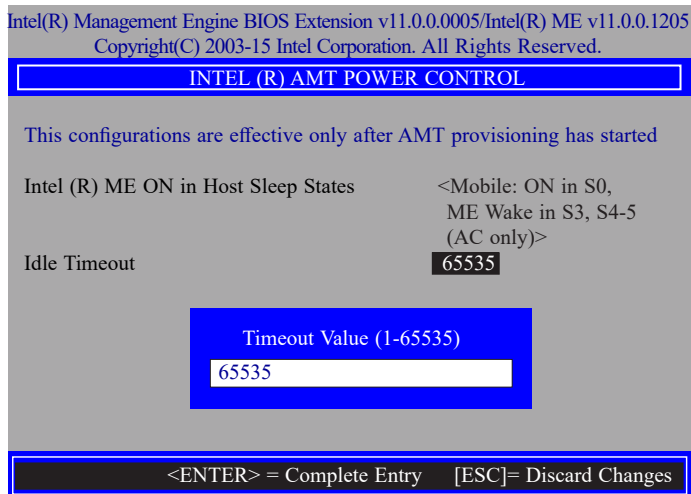 Intel(R) Management Engine BIOS Extension v11.0.0.0005/Intel(R) ME v11.0.0.1205
Copyright(C) 2003-15 Intel Corporation. All Rights Reserved.
INTEL (R) AMT POWER CONTROL
This configurations are effective only after AMT provisioning has started
Intel (R) ME ON in Host Sleep States <Mobile: ON in S0,
ME Wake in S3, S4-5
(AC only)>
Idle Timeout 65535
Timeout Value (1-65535)
65535
<ENTER> = Complete Entry [ESC]= Discard Changes